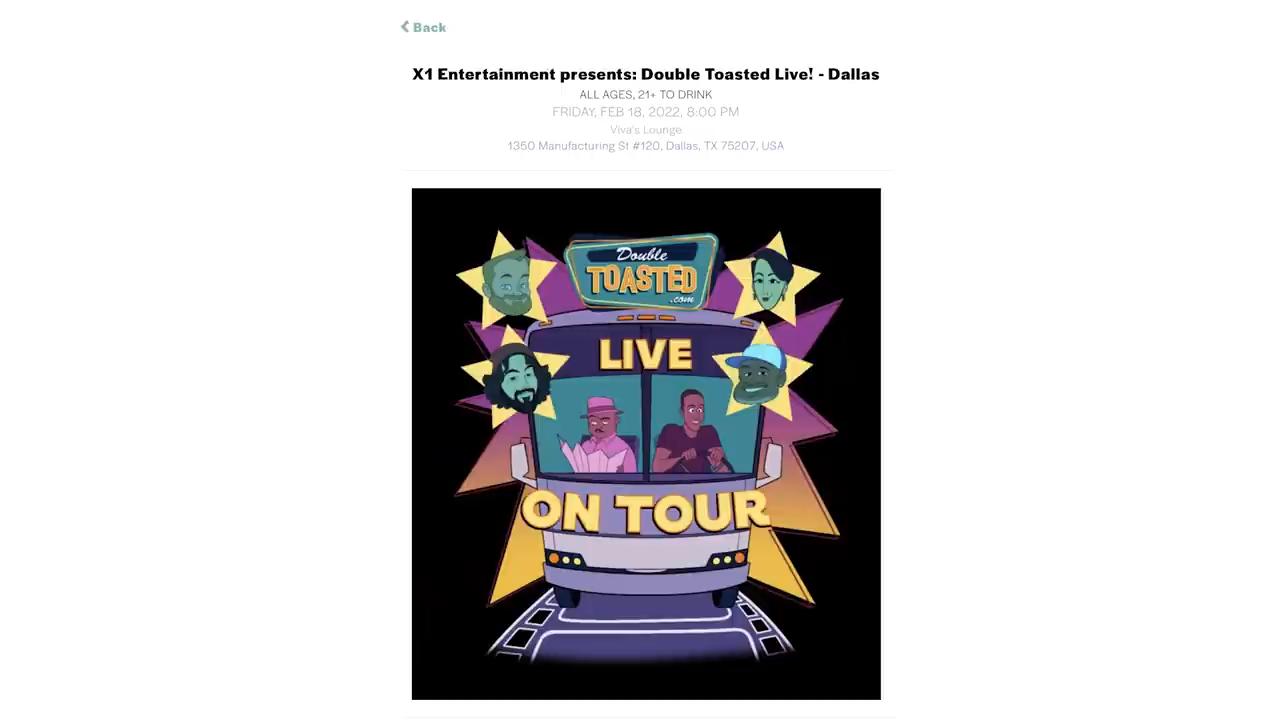 Back
X1 Entertainment presents: Double Toasted Live! - Dallas
ALL AGES, 21+ TO DRINK
FRIDAY, FEB 18, 2022, 8:00 PM
Viva's Lounge
1350 Manufacturing St #120, Dallas, TX 75207, USA
Double
TOASTED
.com
LIVE
ON TOUR